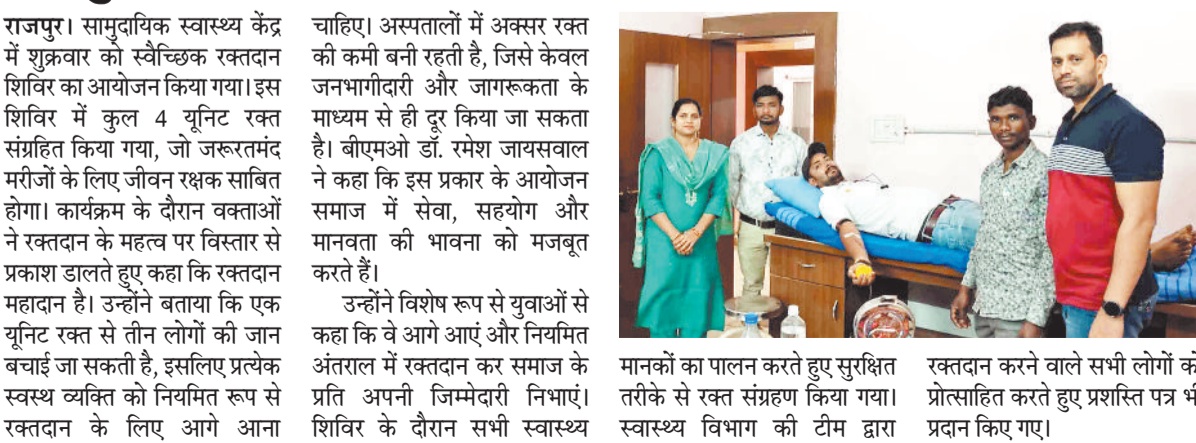 राजपुर। सामुदायिक स्वास्थ्य केंद्र
में शुक्रवार को स्वैच्छिक रक्तदान
शिविर का आयोजन किया गया। इस
शिविर में कुल 4 यूनिट रक्त
संग्रहित किया गया, जो जरूरतमंद
मरीजों के लिए जीवन रक्षक साबित
होगा। कार्यक्रम के दौरान वक्ताओं
ने रक्तदान के महत्व पर विस्तार से
प्रकाश डालते हुए कहा कि रक्तदान
महादान है। उन्होंने बताया कि एक
यूनिट रक्त से तीन लोगों की जान
बचाई जा सकती है, इसलिए प्रत्येक
स्वस्थ व्यक्ति को नियमित रूप से
रक्तदान के लिए आगे आना
चाहिए। अस्पतालों में अक्सर रक्त
की कमी बनी रहती है, जिसे केवल
जनभागीदारी और जागरूकता के
माध्यम से ही दूर किया जा सकता
है। बीएमओ डॉ. रमेश जायसवाल
ने कहा कि इस प्रकार के आयोजन
समाज में सेवा, सहयोग और
मानवता की भावना को मजबूत
करते हैं।
उन्होंने विशेष रूप से युवाओं से
कहा कि वे आगे आएं और नियमित
अंतराल में रक्तदान कर समाज के
प्रति अपनी जिम्मेदारी निभाएं।
शिविर के दौरान सभी स्वास्थ्य
मानकों का पालन करते हुए सुरक्षित
तरीके से रक्त संग्रहण किया गया।
स्वास्थ्य विभाग की टीम द्वारा
रक्तदान करने वाले सभी लोगों को
प्रोत्साहित करते हुए प्रशस्ति पत्र भी
प्रदान किए गए।